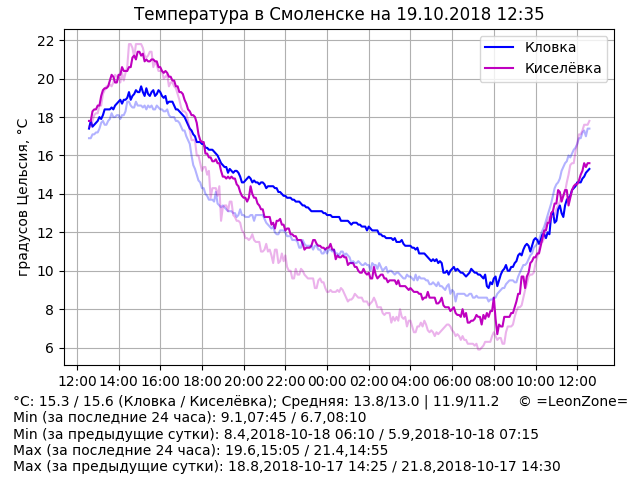 Температура в Смоленске на 19.10.2018 12:35
Кловка
Киселёвка
градусов Цельсия, °C
22
20
18
16
14
12
10
8
6
12:00 14:00 16:00 18:00 20:00 22:00 00:00 02:00 04:00 06:00 08:00 10:00 12:00
°C: 15.3 / 15.6 (Кловка / Киселёвка); Средняя: 13.8/13.0 | 11.9/11.2 © =LeonZone=
Min (за последние 24 часа): 9.1,07:45 / 6.7,08:10
Min (за предыдущие сутки): 8.4,2018-10-18 06:10 / 5.9,2018-10-18 07:15
Max (за последние 24 часа): 19.6,15:05 / 21.4,14:55
Max (за предыдущие сутки): 18.8,2018-10-17 14:25 / 21.8,2018-10-17 14:30